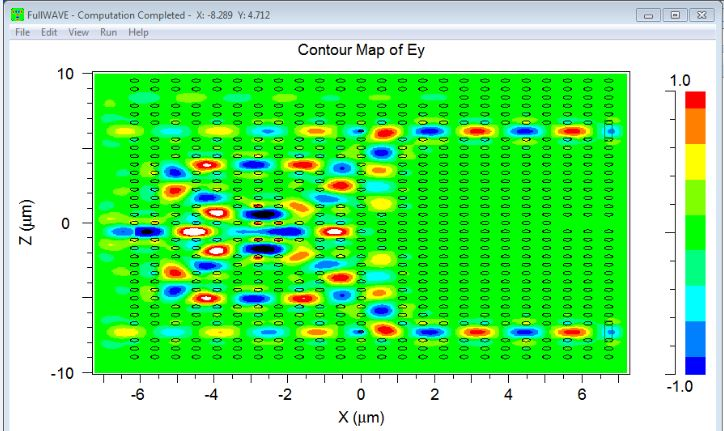 FullWAVE - Computation Completed - X: -8.289 Y: 4.712
File Edit View Run Help
Contour Map of Ey
10
0
-10
Z (μm)
-6 -4 -2 0 2 4 6
X (μm)
1.0
-1.0